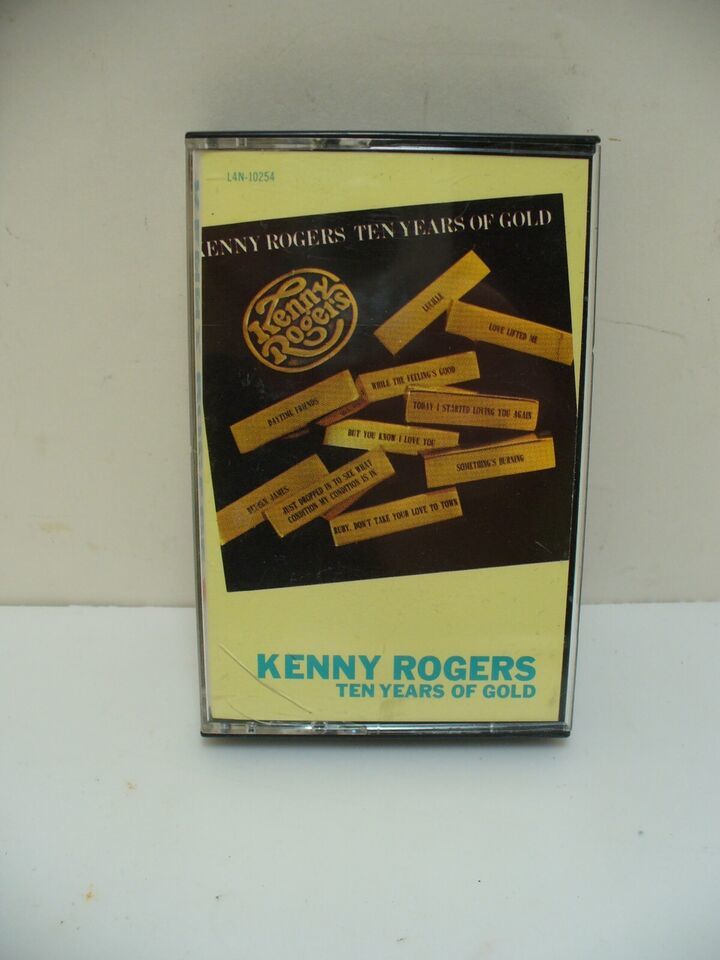 L4N-10254
KENNY ROGERS TEN YEARS OF GOLD
Kenny
Rogers
LUCILLE
LOVE LIFTED ME
WHILE THE FEELING'S GOOD
DAYTIME FRIENDS
TODAY I STARTED LOVING YOU AGAIN
BUT YOU KNOW I LOVE YOU
SOMETHING'S BURNING
REUBEN JAMES
JUST DROPPED IN TO SEE WHAT
CONDITION MY CONDITION IS IN
RUBY, DON'T TAKE YOUR LOVE TO TOWN
KENNY ROGERS
TEN YEARS OF GOLD